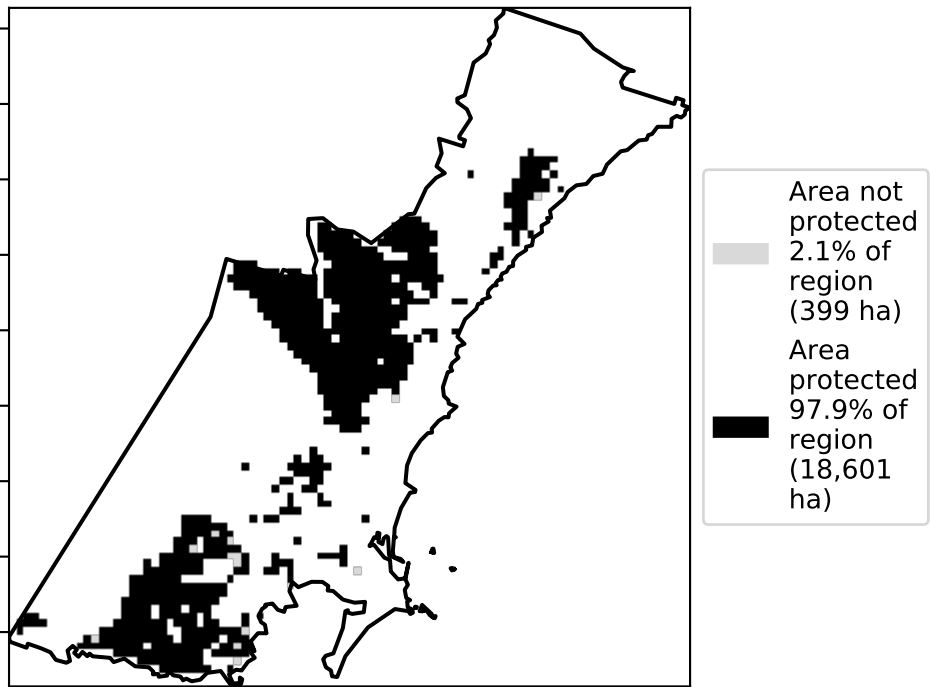 Area not
protected
2.1% of
region
(399 ha)
Area
protected
97.9% of
region
(18,601
ha)